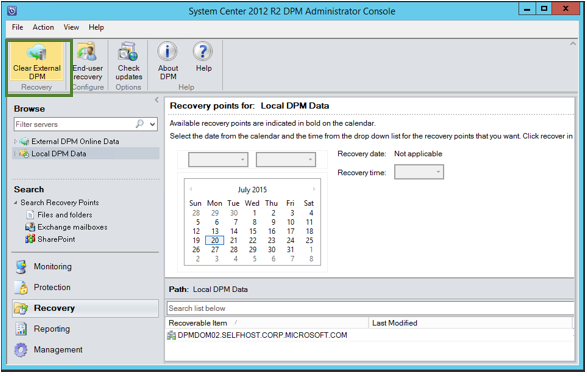 System Center 2012 R2 DPM Administrator Console
File Action View Help
Clear External
DPM
End-user
recovery
Check
updates
About
DPM
Help
Recovery
Configure
Options
Help
Browse
Filter servers
External DPM Online Data
Local DPM Data
Search
Search Recovery Points
Files and folders
Exchange mailboxes
SharePoint
Monitoring
Protection
Recovery
Reporting
Management
Recovery points for: Local DPM Data
Available recovery points are indicated in bold on the calendar.
Select the date from the calendar and the time from the drop down list for the recovery points that you want. Click recover in
Recovery date: Not applicable
Recovery time:
July 2015
Sun Mon Tue Wed Thu Fri Sat
28 29 30 1 2 3 4
5 6 7 8 9 10 11
12 13 14 15 16 17 18
19 20 21 22 23 24 25
26 27 28 29 30 31 1
2 3 4 5 6 7 8
Path: Local DPM Data
Search list below
Recoverable Item / Last Modified
DPMDOM02.SELFHOST.CORP.MICROSOFT.COM